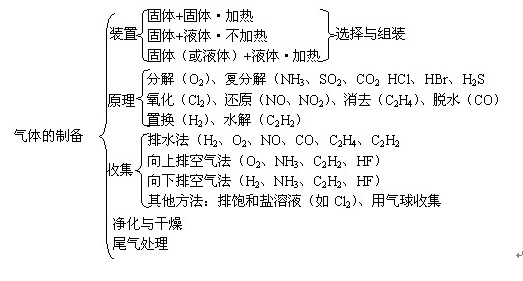 固体+固体·加热
装置
固体+液体·不加热
选择与组装
固体（或液体）+液体·加热
分解（O₂）、复分解（NH₃、SO₂、CO₂ HCl、HBr、H₂S
原理
氧化（Cl₂）、还原（NO、NO₂）、消去（C₂H₄）、脱水（CO）
置换（H₂）、水解（C₂H₂）
气体的制备
排水法（H₂、O₂、NO、CO、C₂H₄、C₂H₂
向上排空气法（O₂、NH₃、C₂H₂、HF）
收集
向下排空气法（H₂、NH₃、C₂H₂、HF）
其他方法：排饱和盐溶液（如 Cl₂）、用气球收集
净化与干燥
尾气处理